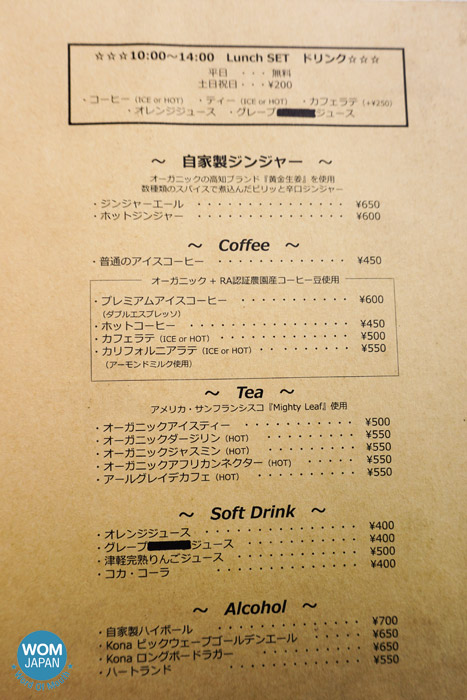 ☆☆☆10:00～14:00 Lunch SET ドリンク☆☆☆
平日 ・・・ 無料
土日祝日・・・¥200
・コーヒー（ICE or HOT） ・ティー（ICE or HOT） ・カフェラテ（+¥250）
・オレンジジュース ・グレープ ジュース
～ 自家製ジンジャー ～
オーガニックの高知ブランド『黄金生姜』を使用
数種類のスパイスで煮込んだピリッと辛口ジンジャー
・ジンジャーエール ・・・・・・・・・・・・・・・ ¥650
・ホットジンジャー ・・・・・・・・・・・・・・・ ¥600
～ Coffee ～
・普通のアイスコーヒー ・・・・・・・・・・・・・ ¥450
オーガニック + RA認証農園産コーヒー豆使用
・プレミアムアイスコーヒー ・・・・・・・・・・・ ¥600
（ダブルエスプレッソ）
・ホットコーヒー ・・・・・・・・・・・・・・・ ¥450
・カフェラテ（ICE or HOT）・・・・・・・・・・・・ ¥500
・カリフォルニアラテ（ICE or HOT）・・・・・・・・・ ¥550
（アーモンドミルク使用）
～ Tea ～
アメリカ・サンフランシスコ『Mighty Leaf』使用
・オーガニックアイスティー ・・・・・・・・・・・ ¥500
・オーガニックダージリン（HOT）・・・・・・・・・ ¥550
・オーガニックジャスミン（HOT）・・・・・・・・・ ¥550
・オーガニックアフリカンネクター（HOT）・・・・・・ ¥550
・アールグレイデカフェ（HOT）・・・・・・・・・・ ¥550
～ Soft Drink ～
・オレンジジュース ・・・・・・・・・・・・・・ ¥400
・グレープ ジュース ・・・・・・・・・・・ ¥400
・津軽完熟りんごジュース ・・・・・・・・・・・・ ¥500
・コカ・コーラ ・・・・・・・・・・・・・・・・ ¥400
～ Alcohol ～
・自家製ハイボール ・・・・・・・・・・・・・・ ¥700
・Kona ビックウェーブゴールデンエール ・・・・・・・ ¥650
・Kona ロングボードラガー ・・・・・・・・・・・・ ¥650
・ハートランド ・・・・・・・・・・・・・・・・ ¥550
WOM
JAPAN